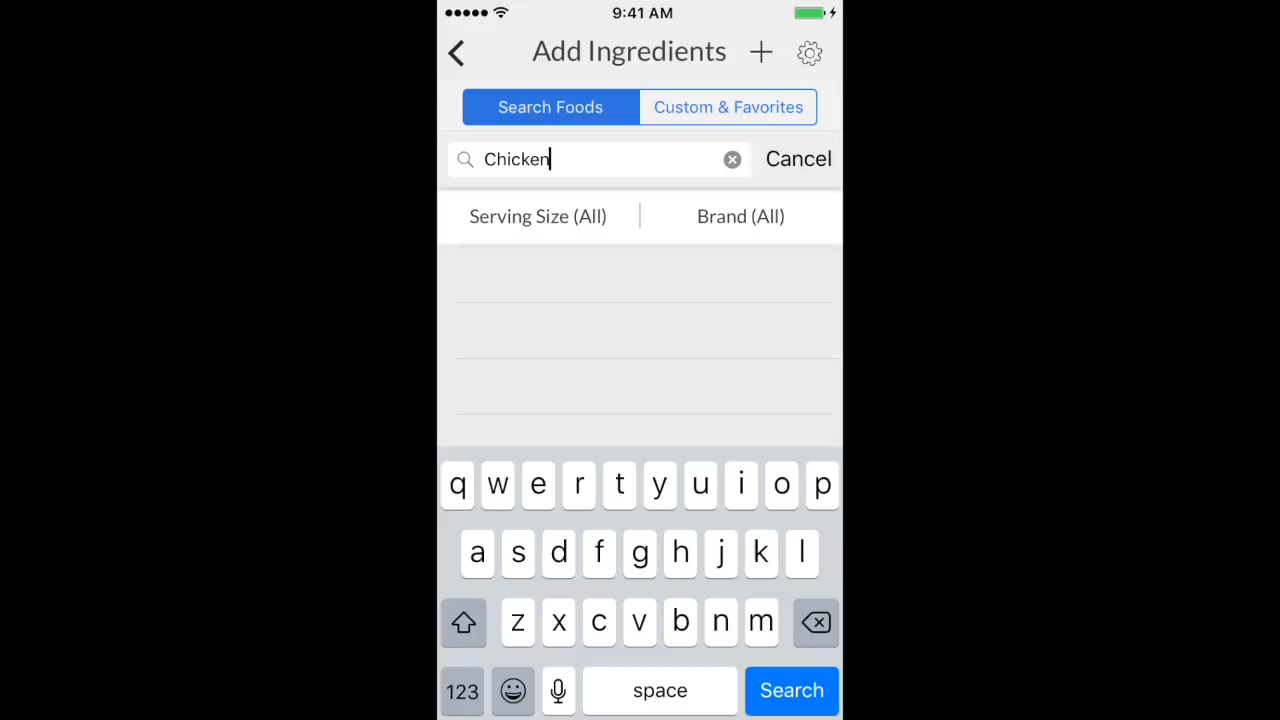 9:41 AM
Add Ingredients
Search Foods
Custom & Favorites
Chicken
Cancel
Serving Size (All)
Brand (All)
q w e r t y u i o p
a s d f g h j k l
z x c v b n m
123
space
Search